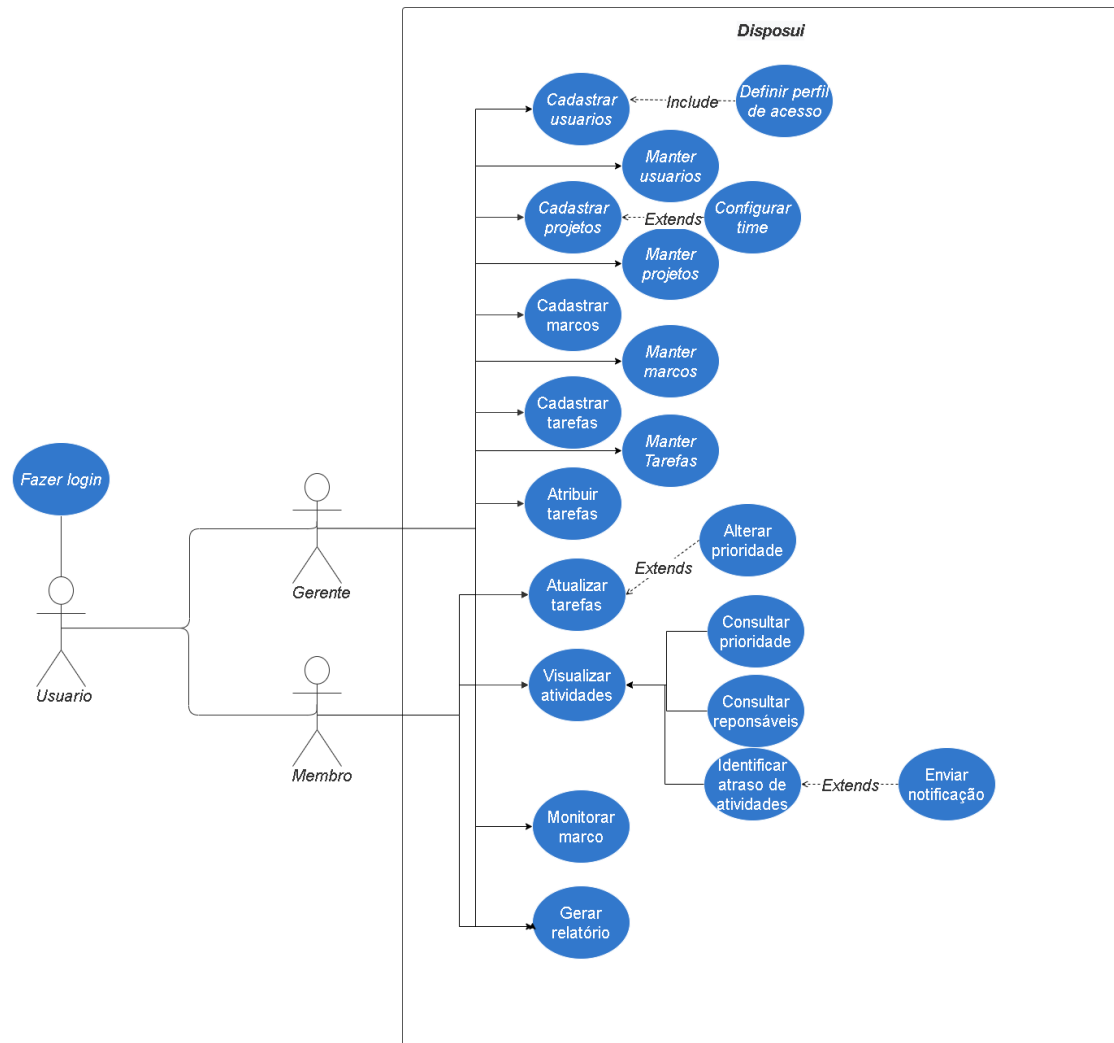 Disposui
Cadastrar
usuarios
Include
Definir perfil
de acesso
Manter
usuarios
Cadastrar
projetos
Extends
Configurar
time
Manter
projetos
Cadastrar
marcos
Manter
marcos
Cadastrar
tarefas
Manter
Tarefas
Fazer login
Atribuir
tarefas
Alterar
prioridade
Extends
Gerente
Atualizar
tarefas
Consultar
prioridade
Usuario
Visualizar
atividades
Consultar
reponsáveis
Membro
Identificar
atraso de
atividades
Extends
Enviar
notificação
Monitorar
marco
Gerar
relatório